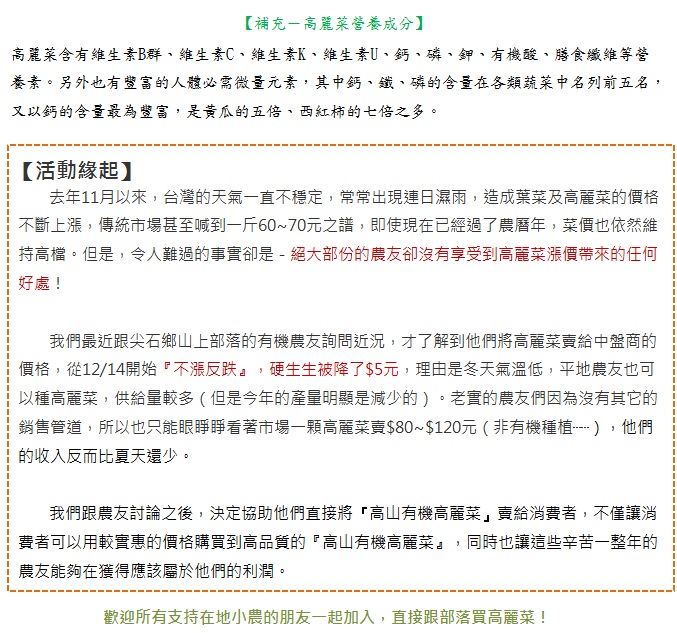 【補充－高麗菜營養成分】
高麗菜含有維生素B群、維生素C、維生素K、維生素U、鈣、磷、鉀、有機酸、膳食纖維等營
養素。另外也有豐富的人體必需微量元素，其中鈣、鐵、磷的含量在各類蔬菜中名列前五名，
又以鈣的含量最為豐富，是黃瓜的五倍、西紅柿的七倍之多。
【活動緣起】
去年11月以來，台灣的天氣一直不穩定，常常出現連日濕雨，造成葉菜及高麗菜的價格
不斷上漲，傳統市場甚至喊到一斤60~70元之譜，即使現在已經過了農曆年，菜價也依然維
持高檔。但是，令人難過的事實卻是－絕大部份的農友卻沒有享受到高麗菜漲價帶來的任何
好處！
我們最近跟尖石鄉山上部落的有機農友詢問近況，才了解到他們將高麗菜賣給中盤商的
價格，從12/14開始『不漲反跌』，硬生生被降了$5元，理由是冬天氣溫低，平地農友也可
以種高麗菜，供給量較多（但是今年的產量明顯是減少的）。老實的農友們因為沒有其它的
銷售管道，所以也只能眼睜睜看著市場一顆高麗菜賣$80~$120元（非有機種植……），他們
的收入反而比夏天還少。
我們跟農友討論之後，決定協助他們直接將『高山有機高麗菜』賣給消費者，不僅讓消
費者可以用較實惠的價格購買到高品質的『高山有機高麗菜』，同時也讓這些辛苦一整年的
農友能夠在獲得應該屬於他們的利潤。
歡迎所有支持在地小農的朋友一起加入，直接跟部落買高麗菜！